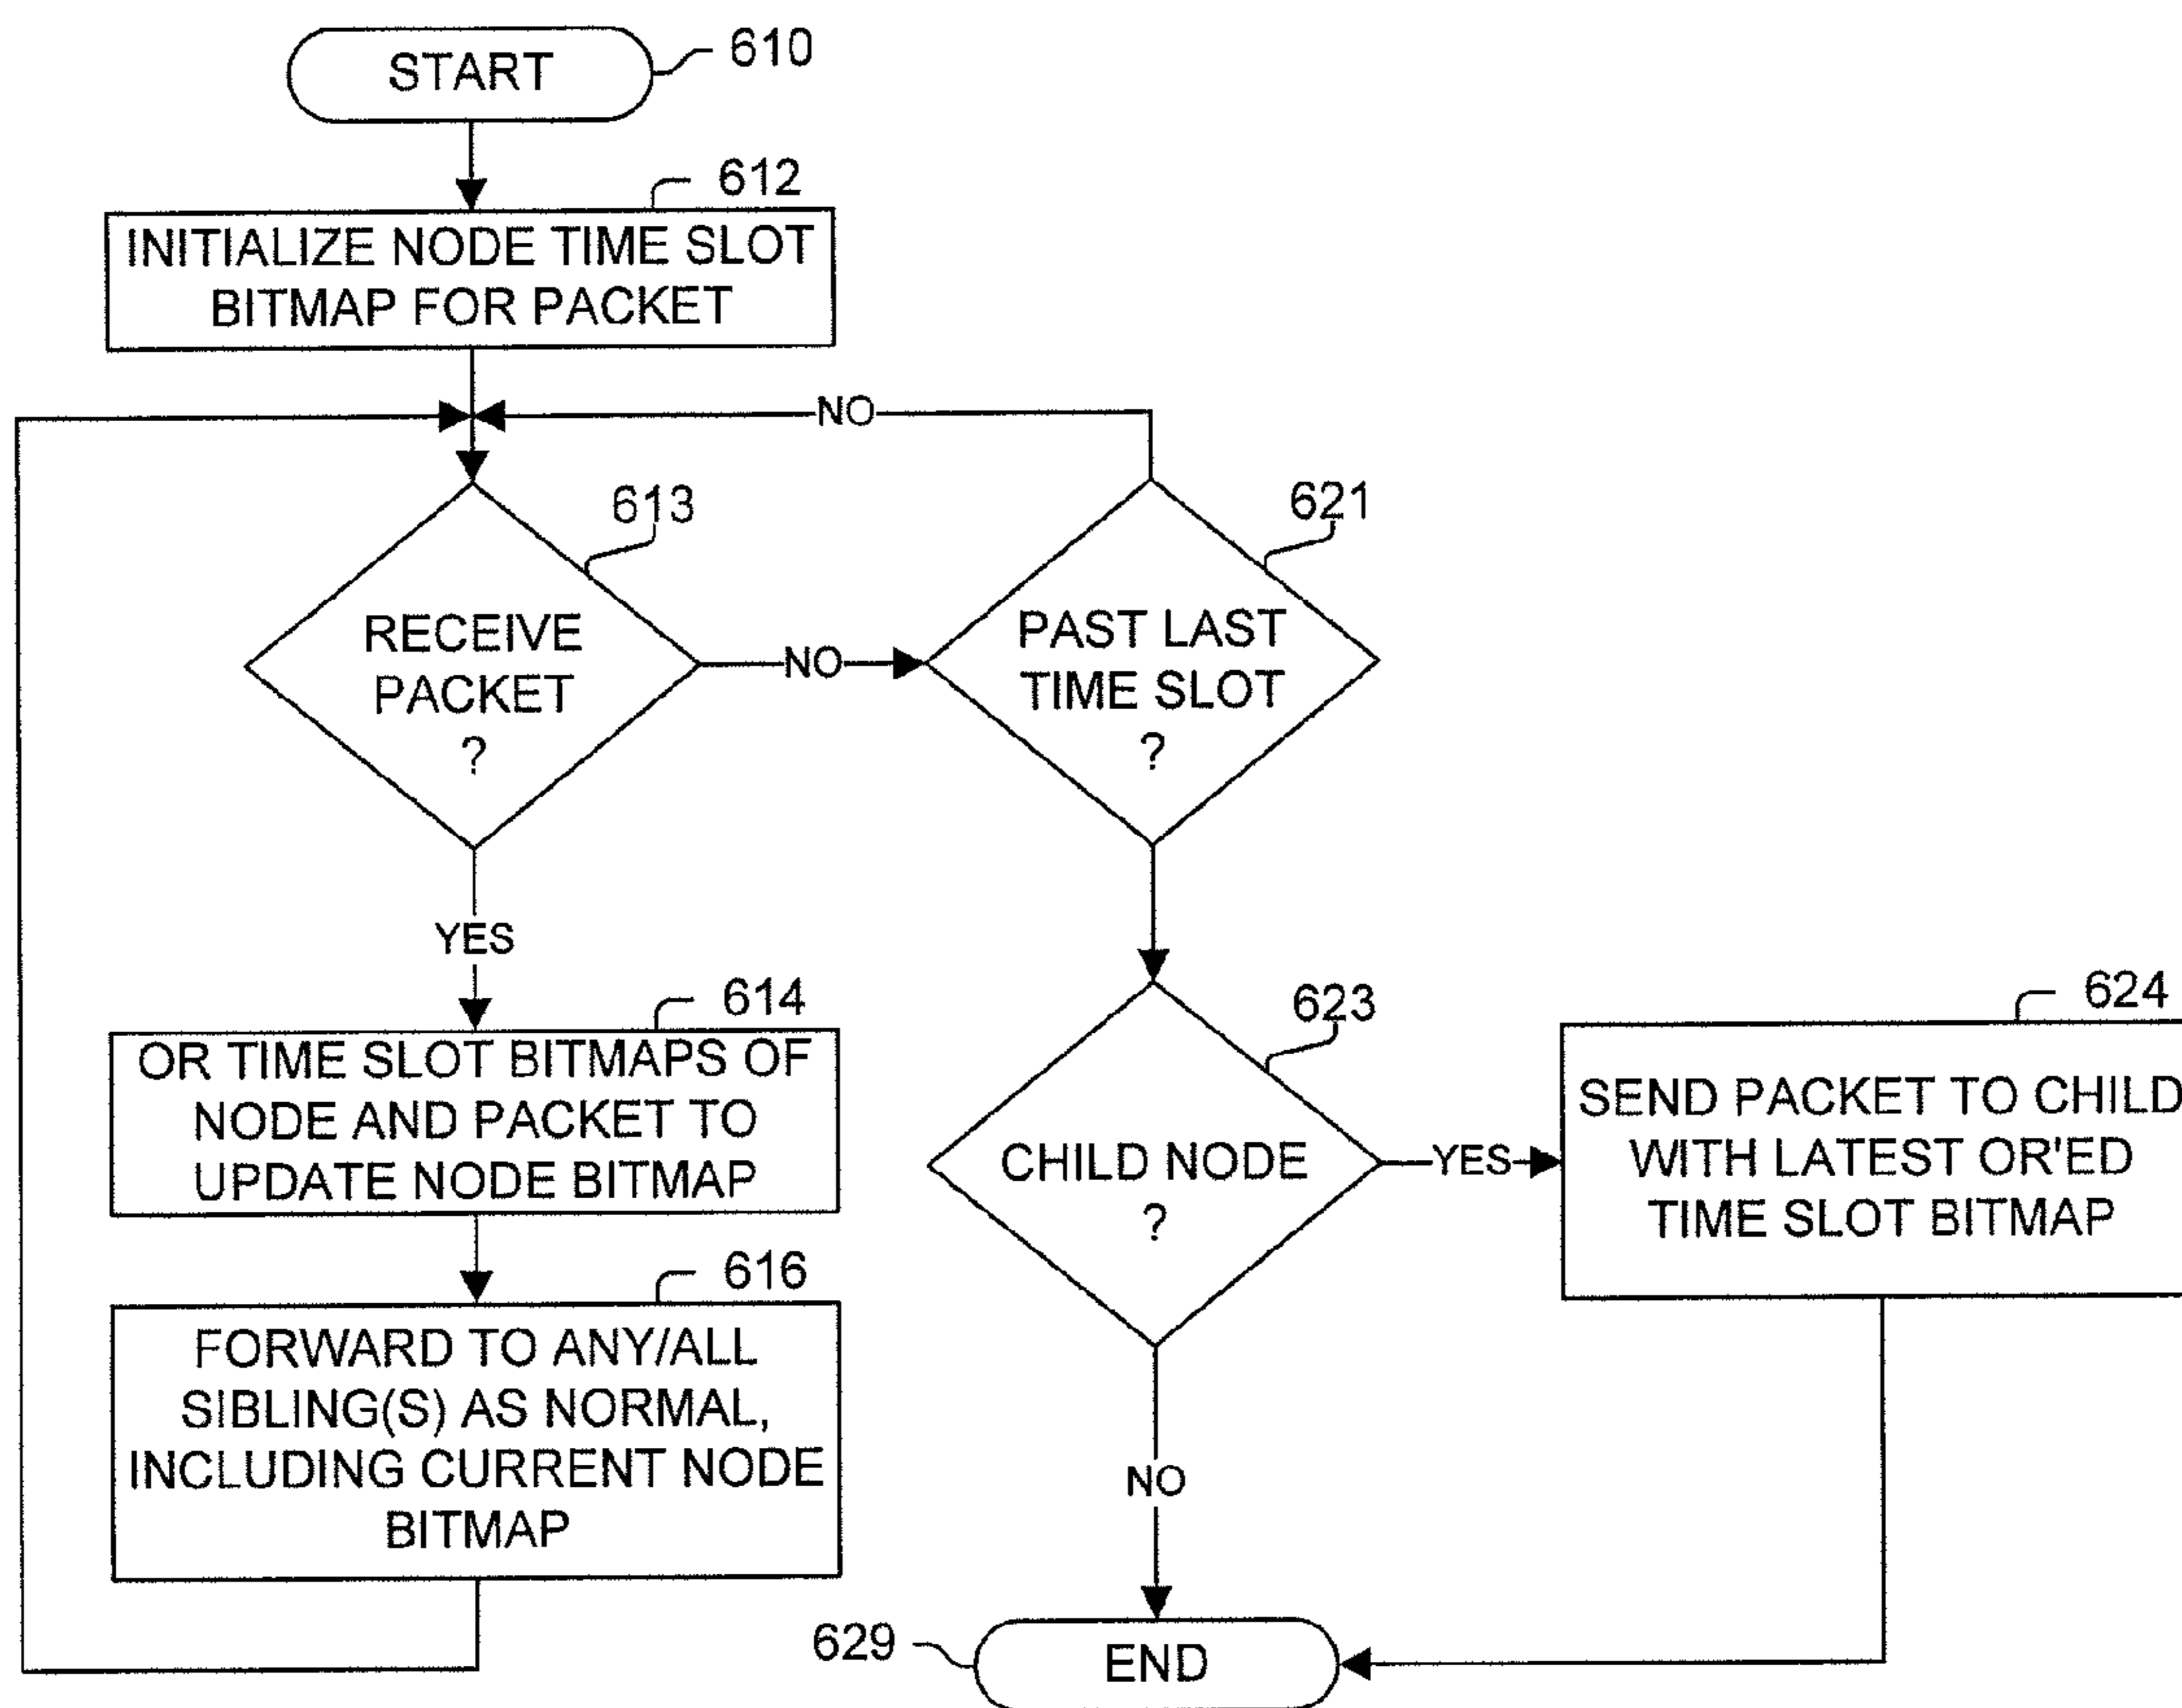 START
610
612
INITIALIZE NODE TIME SLOT
BITMAP FOR PACKET
NO
613
RECEIVE
PACKET
?
NO
621
PAST LAST
TIME SLOT
?
YES
614
OR TIME SLOT BITMAPS OF
NODE AND PACKET TO
UPDATE NODE BITMAP
616
FORWARD TO ANY/ALL
SIBLING(S) AS NORMAL,
INCLUDING CURRENT NODE
BITMAP
623
CHILD NODE
?
YES
624
SEND PACKET TO CHILD
WITH LATEST OR'ED
TIME SLOT BITMAP
NO
629
END